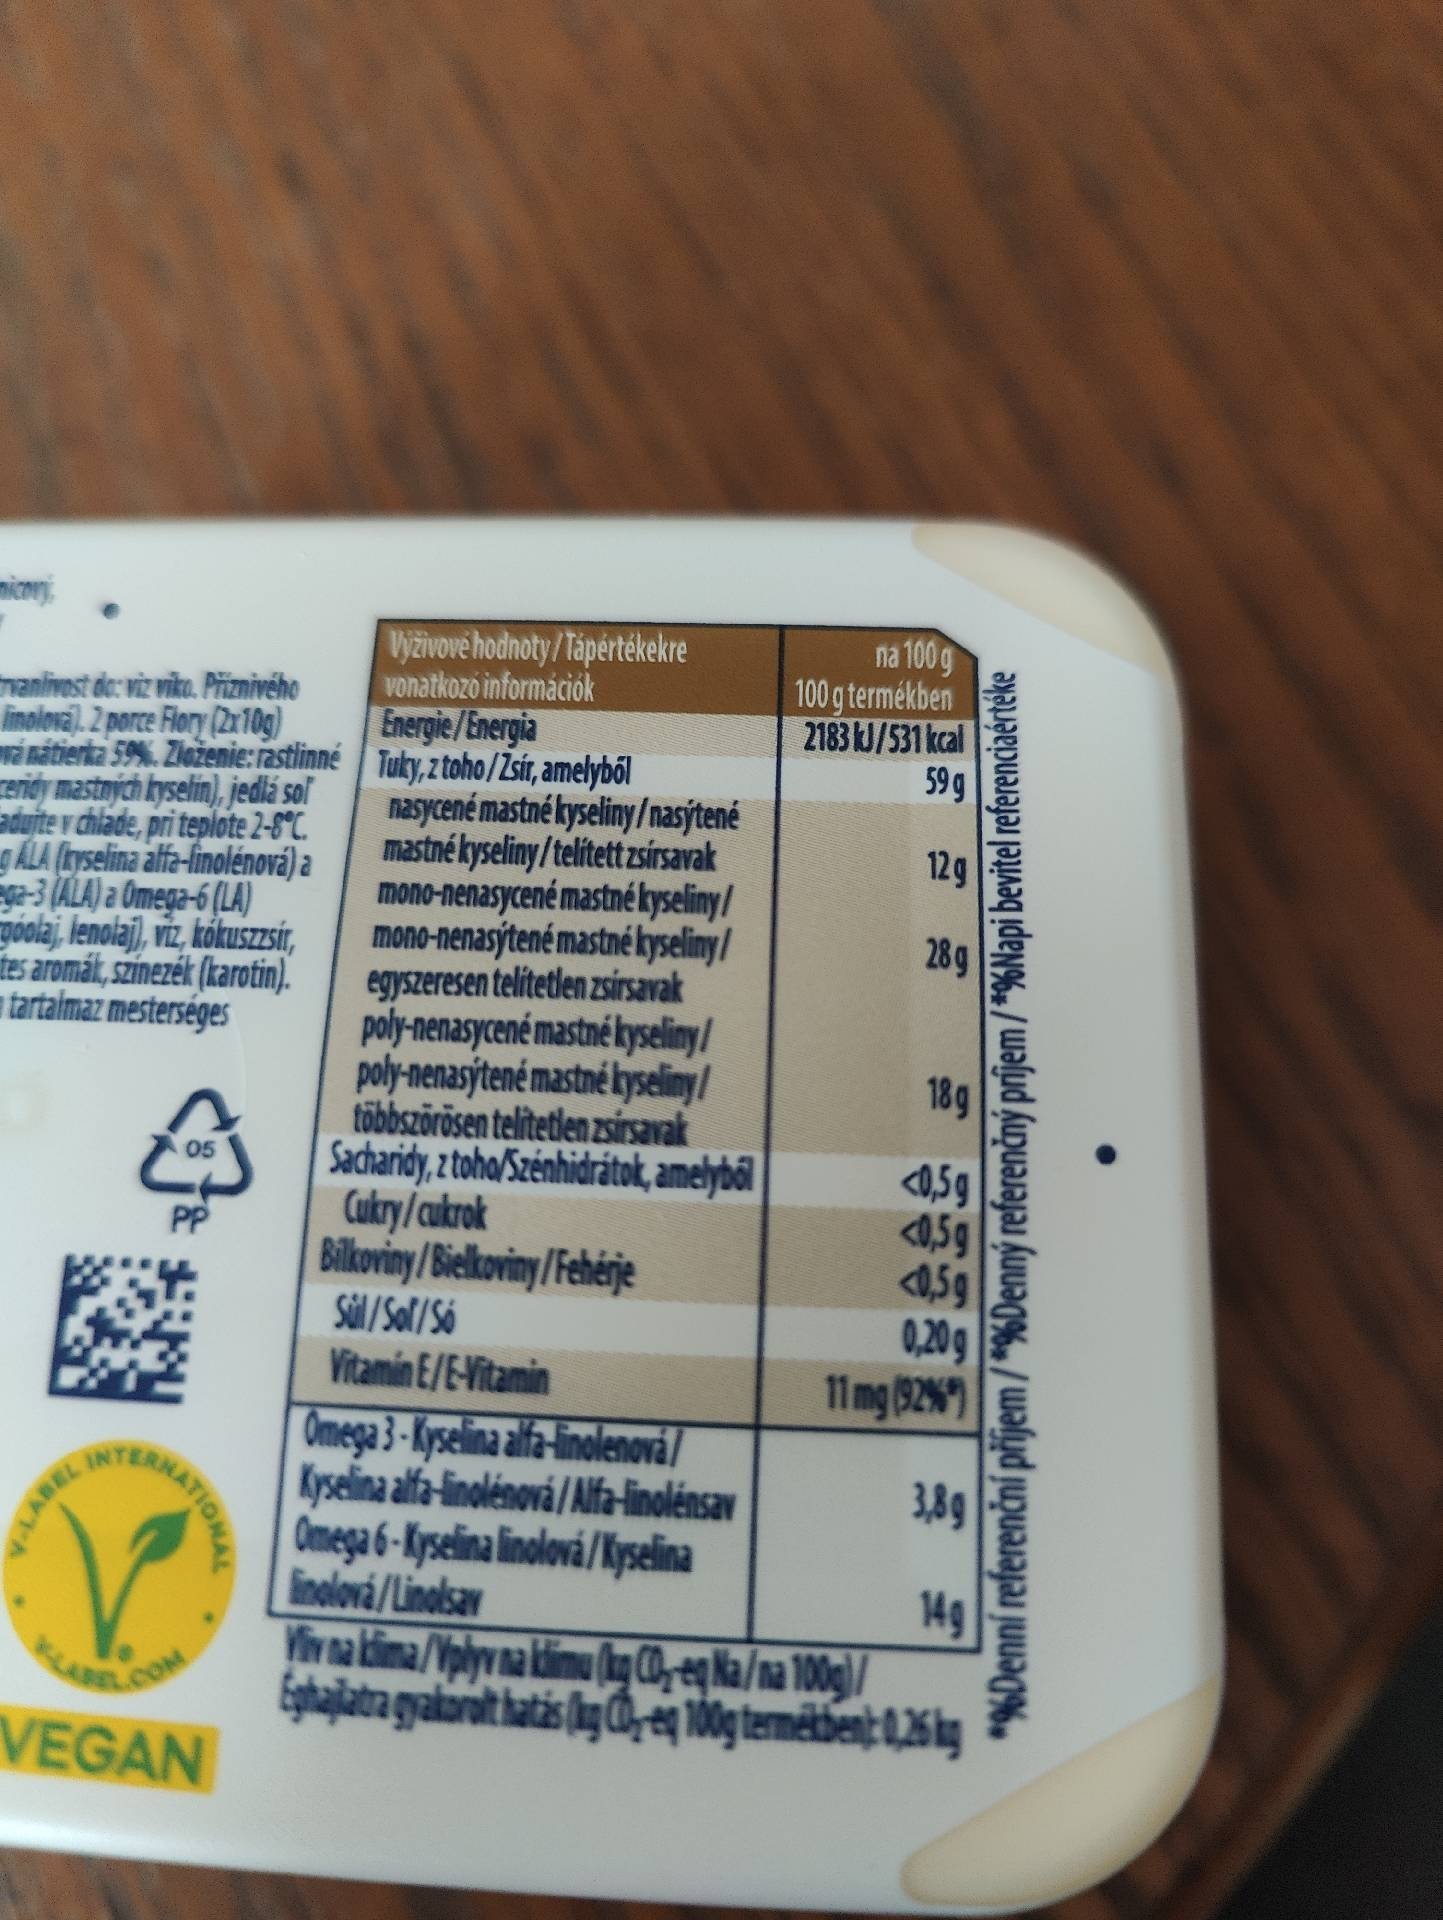 nicový,
trvanlivost do: viz víko. Příznivého
linolová). 2 porce Flory (2x10g)
vá nátierka 59%. Zloženie: rastlinné
ceridy mastných kyselín), jedlá soľ
adujte v chlade, pri teplote 2-8°C.
g ALA (kyselina alfa-linolénová) a
ega-3 (ALA) a Omega-6 (LA)
rgóolaj, lenolaj), víz, kókuszzsír,
tes aromák, színezék (karotin).
tartalmaz mesterséges
05
PP
V-LABEL INTERNATIONAL
V-LABEL.COM
VEGAN
Výživové hodnoty/Tápértékekre na 100 g
vonatkozó információk 100 g termékben
Energie/Energia 2183 kJ/531 kcal
Tuky, z toho/Zsír, amelyből 59 g
nasycené mastné kyseliny/nasýtené
mastné kyseliny/telített zsírsavak 12 g
mono-nenasycené mastné kyseliny/
mono-nenasýtené mastné kyseliny/ 28 g
egyszeresen telítetlen zsírsavak
poly-nenasycené mastné kyseliny/
poly-nenasýtené mastné kyseliny/ 18 g
többszörösen telítetlen zsírsavak
Sacharidy, z toho/Szénhidrátok, amelyből <0,5 g
Cukry/cukrok <0,5 g
Bílkoviny/Bielkoviny/Fehérje <0,5 g
Sůl/Soľ/Só 0,20 g
Vitamín E/E-Vitamin 11 mg (92%*)
Omega 3 - Kyselina alfa-linolenová/
Kyselina alfa-linolénová/Alfa-linolénsav 3,8 g
Omega 6 - Kyselina linolová/Kyselina
linolová/Linolsav 14 g
Vliv na klima/Vplyv na klímu (kg CO₂-eq Na/na 100g)/
Éghajlatra gyakorolt hatás (kg CO₂-eq 100g termékben): 0,26 kg
*%Denní referenční příjem/*%Denný referenčný príjem/*%Napi beviteli referenciaértéke